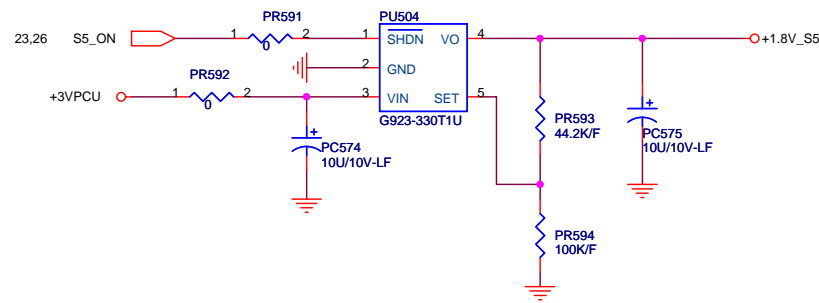 PR591
PU504
23,26 S5_ON
1 2
0
1 SHDN VO 4
+1.8V_S5
2 GND
PR592
+3VPCU
1 2
0
3 VIN SET 5
G923-330T1U
+
PC574
10U/10V-LF
PR593
44.2K/F
+
PC575
10U/10V-LF
PR594
100K/F